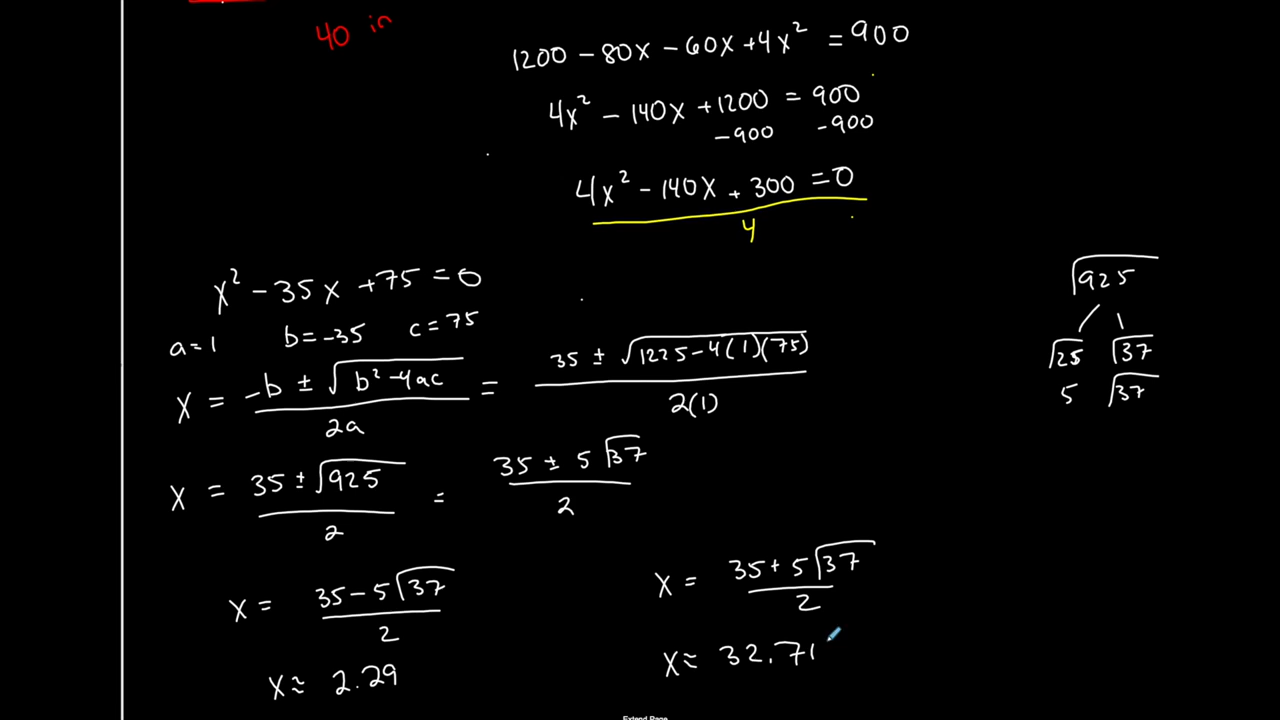 40 in
1200 - 80x - 60x + 4x² = 900
4x² - 140x + 1200 = 900
-900 -900
4x² - 140x + 300 = 0
4
x² - 35x + 75 = 0
a = 1 b = -35 c = 75
x = (-b ± √(b² - 4ac))/(2a) = (35 ± √(1225 - 4(1)(75)))/(2(1))
x = (35 ± √925)/2 = (35 ± 5√37)/2
x = (35 - 5√37)/2
x ≈ 2.29
x = (35 + 5√37)/2
x ≈ 32.71
√925
√25 √37
5 √37
Extend Page